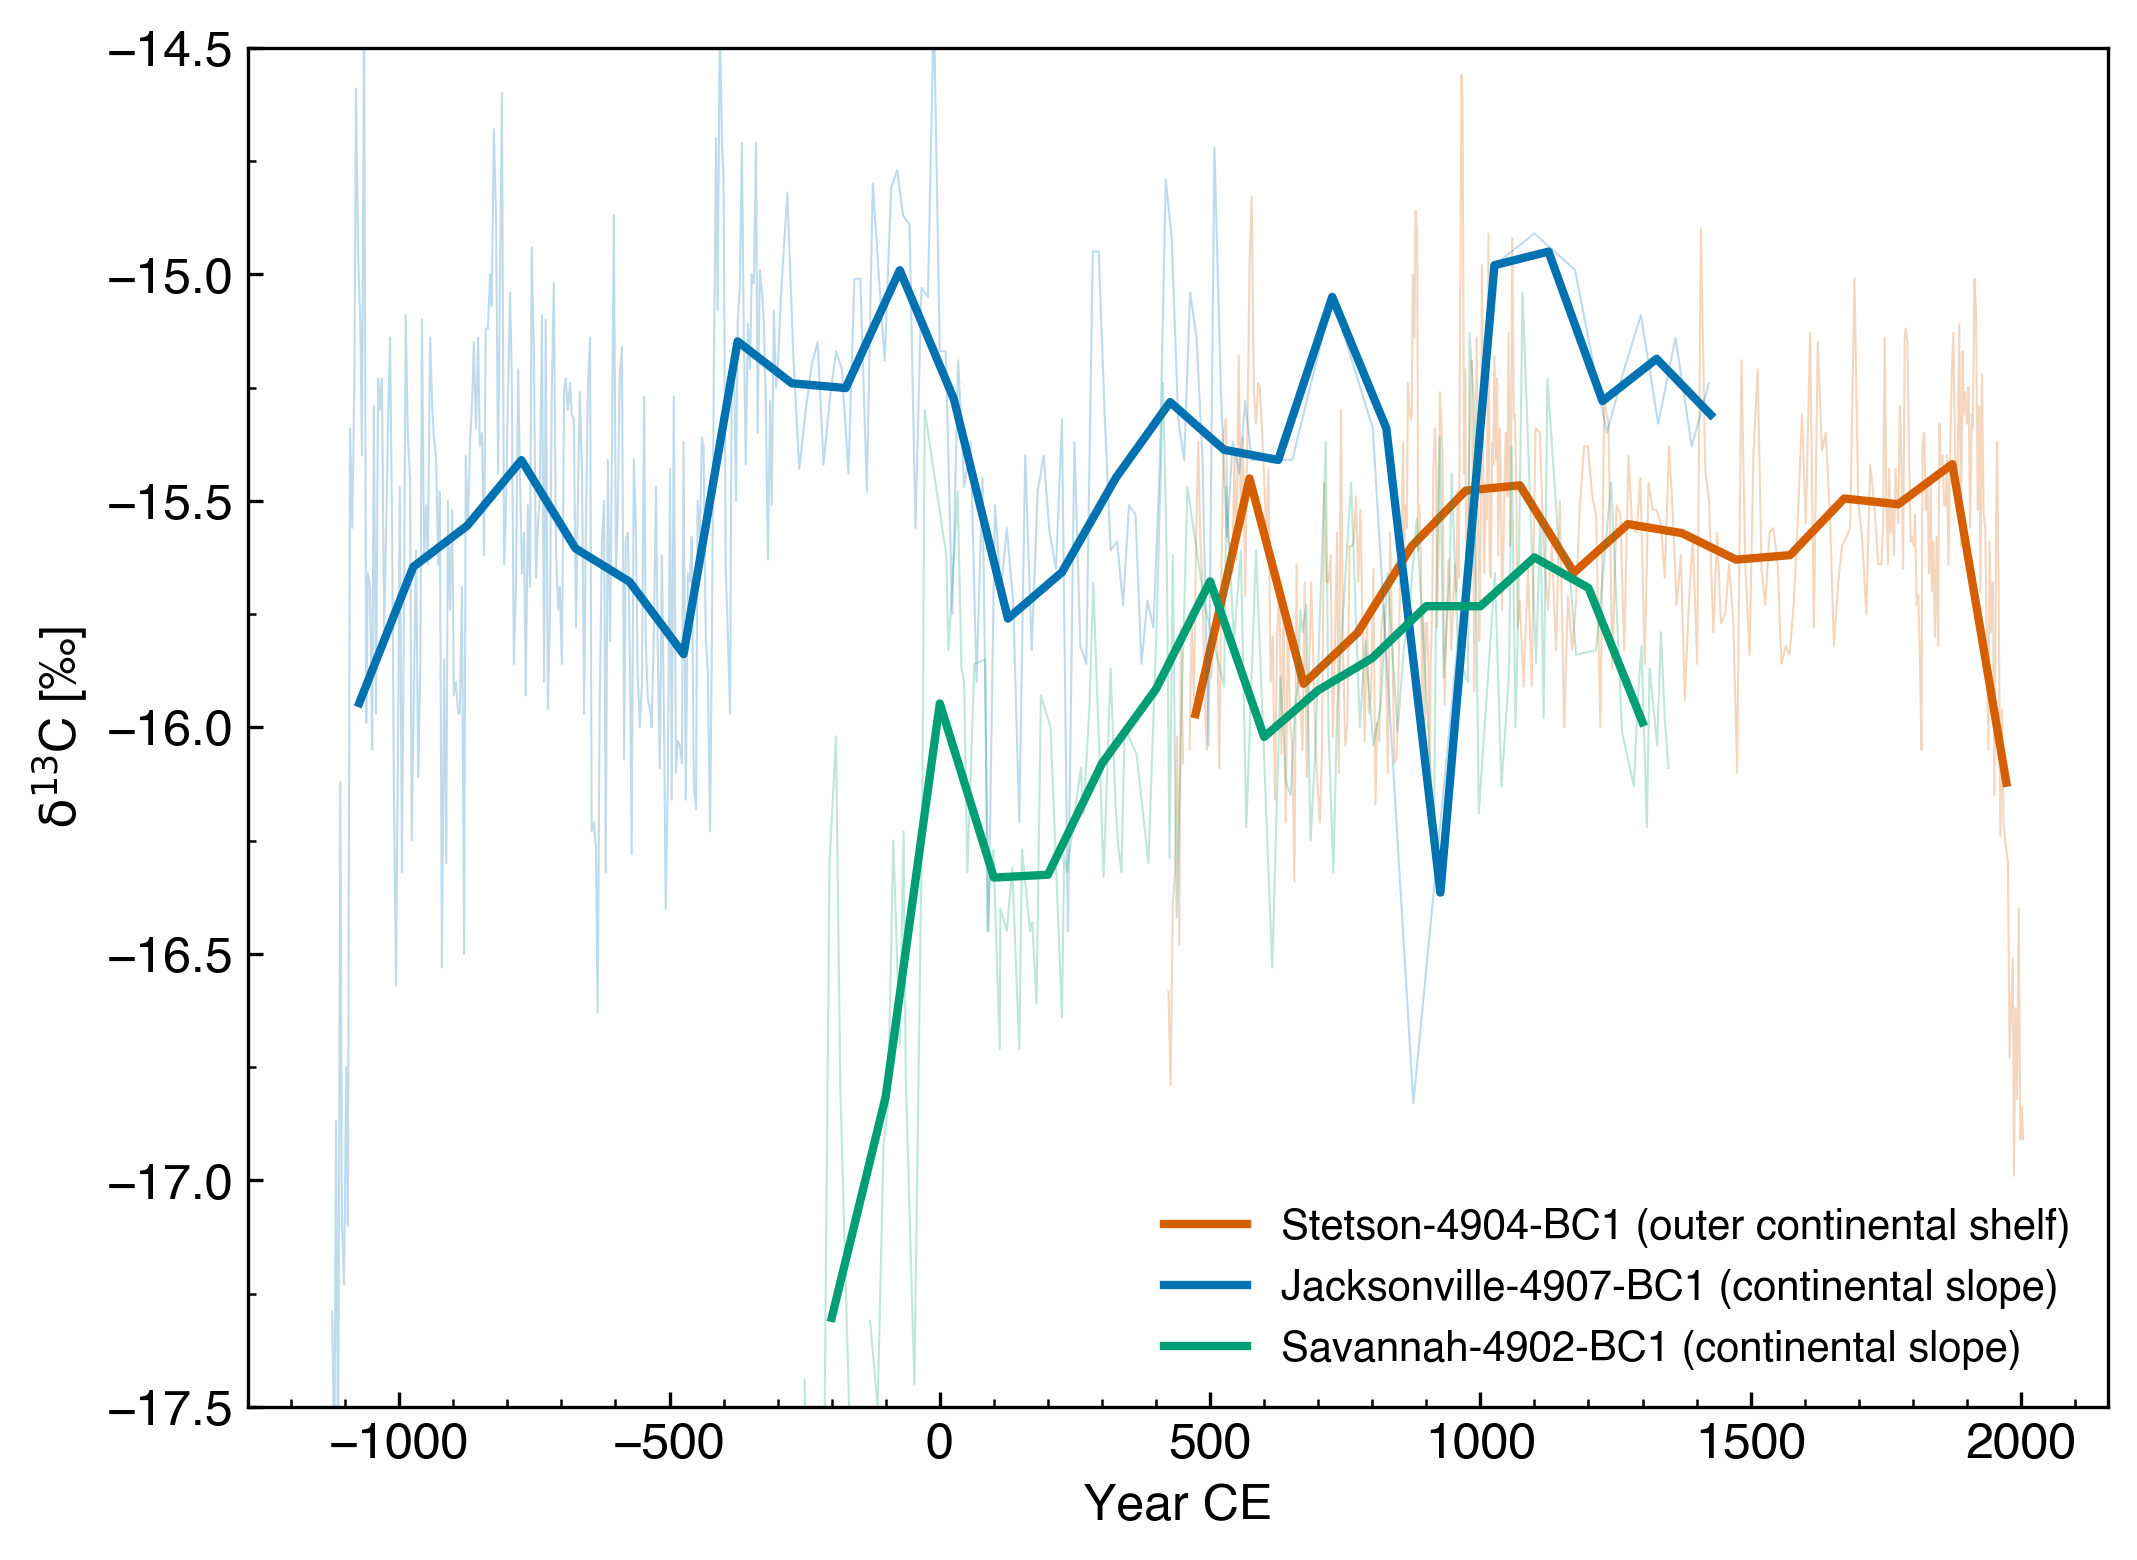 −14.5
−15.0
−15.5
−16.0
−16.5
−17.0
−17.5
δ¹³C [‰]
Stetson-4904-BC1 (outer continental shelf)
Jacksonville-4907-BC1 (continental slope)
Savannah-4902-BC1 (continental slope)
−1000 −500 0 500 1000 1500 2000
Year CE